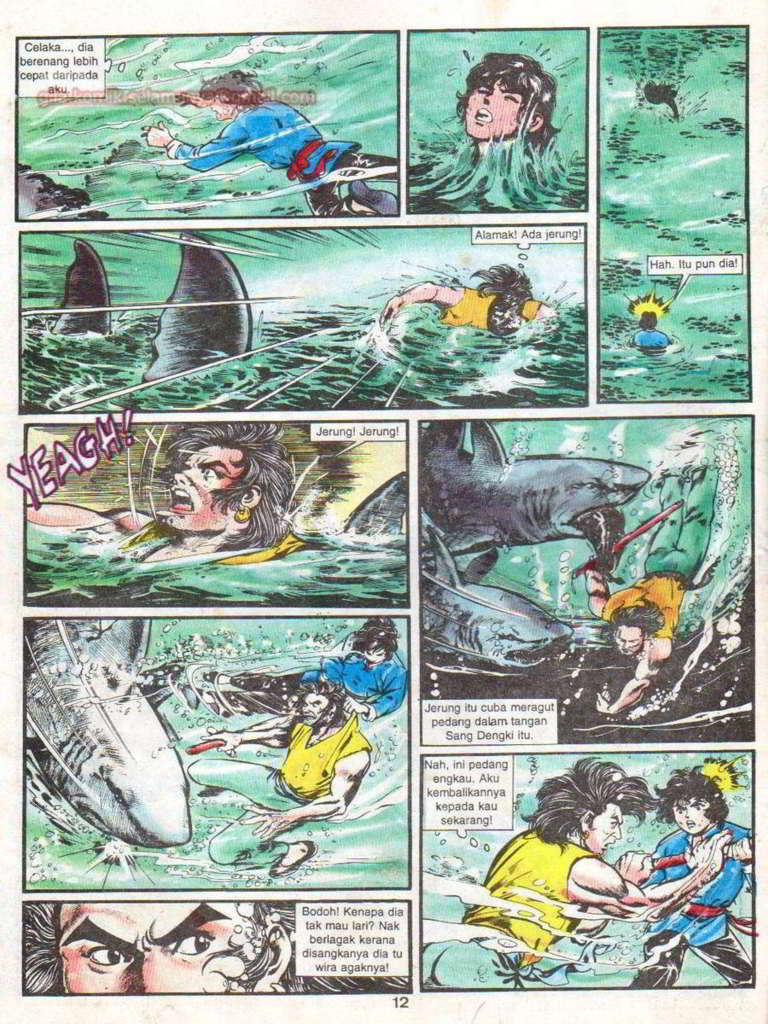 Celaka..., dia
berenang lebih
cepat daripada
aku.
Hah. Itu pun dia!
Alamak! Ada jerung!
YEAGH!
Jerung! Jerung!
Jerung itu cuba meragut
pedang dalam tangan
Sang Dengki itu.
Nah, ini pedang
engkau. Aku
kembalikannya
kepada kau
sekarang!
Bodoh! Kenapa dia
tak mau lari? Nak
berlagak kerana
disangkanya dia tu
wira agaknya!
12